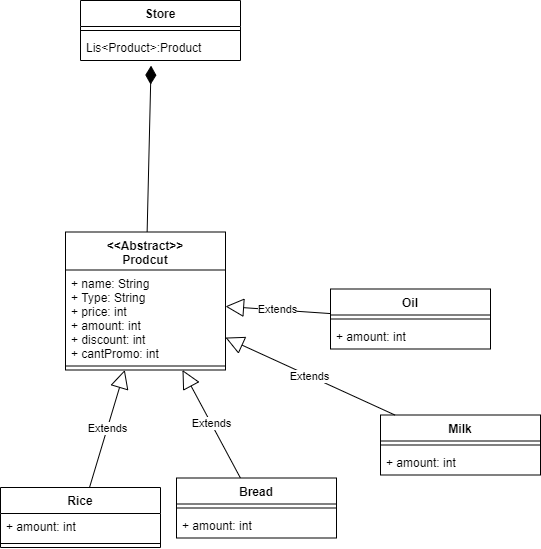 Store
Lis<Product>:Product
<<Abstract>>
Prodcut
+ name: String
+ Type: String
+ price: int
+ amount: int
+ discount: int
+ cantPromo: int
Extends
Oil
+ amount: int
Extends
Milk
+ amount: int
Extends
Rice
+ amount: int
Extends
Bread
+ amount: int